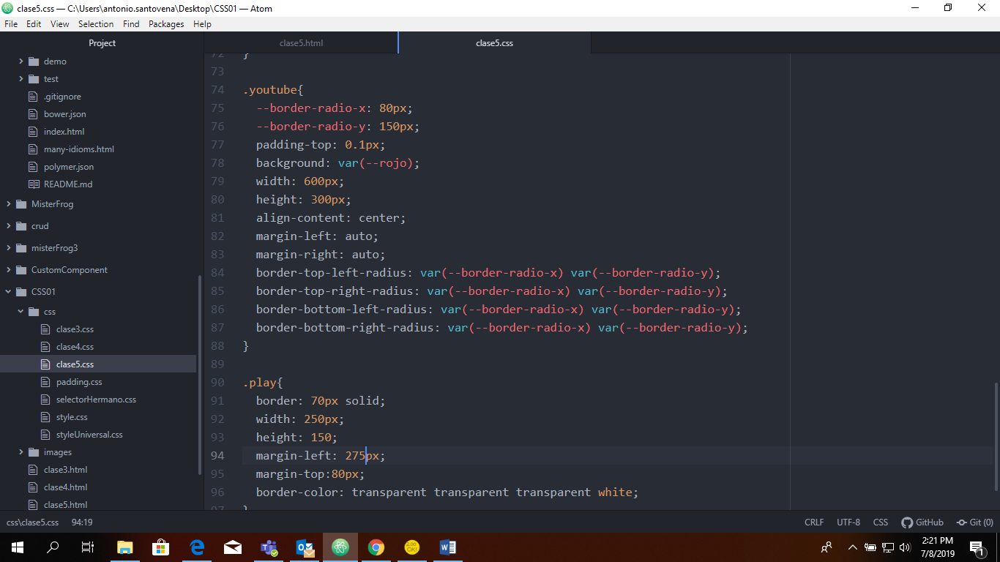 clase5.css — C:\Users\antonio.santovena\Desktop\CSS01 — Atom
File Edit View Selection Find Packages Help
Project
demo
test
.gitignore
bower.json
index.html
many-idioms.html
polymer.json
README.md
MisterFrog
crud
misterFrog3
CustomComponent
CSS01
css
clase3.css
clase4.css
clase5.css
padding.css
selectorHermano.css
style.css
styleUniversal.css
images
clase3.html
clase4.html
clase5.html
clase5.html clase5.css
72 }
73
74 .youtube{
75 --border-radio-x: 80px;
76 --border-radio-y: 150px;
77 padding-top: 0.1px;
78 background: var(--rojo);
79 width: 600px;
80 height: 300px;
81 align-content: center;
82 margin-left: auto;
83 margin-right: auto;
84 border-top-left-radius: var(--border-radio-x) var(--border-radio-y);
85 border-top-right-radius: var(--border-radio-x) var(--border-radio-y);
86 border-bottom-left-radius: var(--border-radio-x) var(--border-radio-y);
87 border-bottom-right-radius: var(--border-radio-x) var(--border-radio-y);
88 }
89
90 .play{
91 border: 70px solid;
92 width: 250px;
93 height: 150;
94 margin-left: 275px;
95 margin-top:80px;
96 border-color: transparent transparent transparent white;
97 }
css\clase5.css 94:19 CRLF UTF-8 CSS GitHub Git (0)
2:21 PM
7/8/2019
1